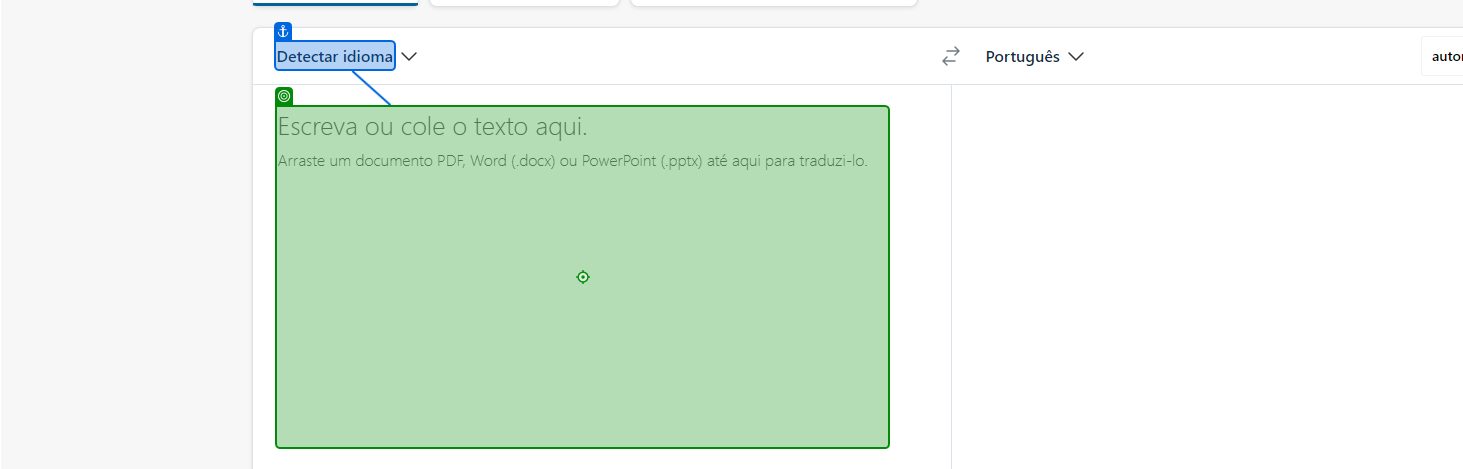 Detectar idioma
Português
Escreva ou cole o texto aqui.
Arraste um documento PDF, Word (.docx) ou PowerPoint (.pptx) até aqui para traduzi-lo.